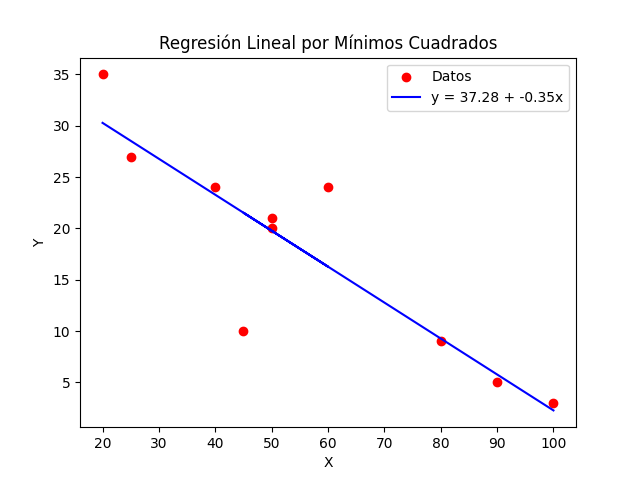 Regresión Lineal por Mínimos Cuadrados
Datos
y = 37.28 + -0.35x
35
30
25
20
15
10
5
Y
20 30 40 50 60 70 80 90 100
X